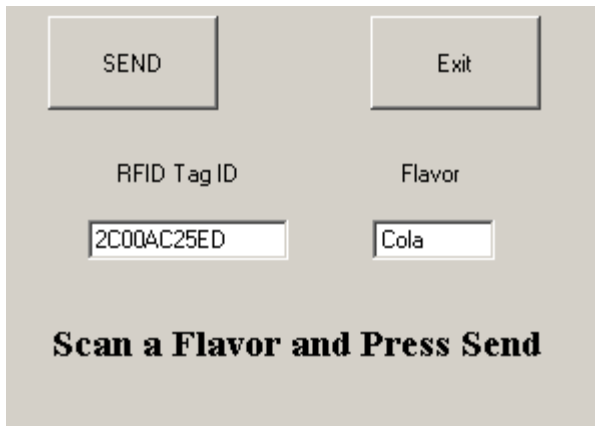 SEND Exit
RFID Tag ID Flavor
2C00AC25ED Cola
Scan a Flavor and Press Send